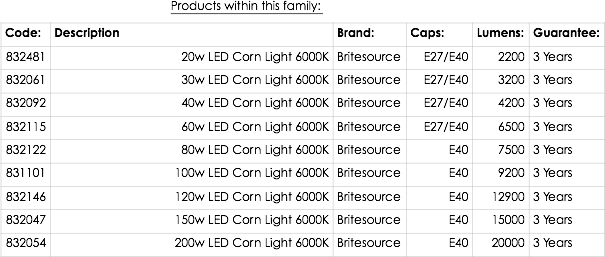 Products within this family:
Code: Description Brand: Caps: Lumens: Guarantee:
832481 20w LED Corn Light 6000K Britesource E27/E40 2200 3 Years
832061 30w LED Corn Light 6000K Britesource E27/E40 3200 3 Years
832092 40w LED Corn Light 6000K Britesource E27/E40 4200 3 Years
832115 60w LED Corn Light 6000K Britesource E27/E40 6500 3 Years
832122 80w LED Corn Light 6000K Britesource E40 7500 3 Years
831101 100w LED Corn Light 6000K Britesource E40 9200 3 Years
832146 120w LED Corn Light 6000K Britesource E40 12900 3 Years
832047 150w LED Corn Light 6000K Britesource E40 15000 3 Years
832054 200w LED Corn Light 6000K Britesource E40 20000 3 Years